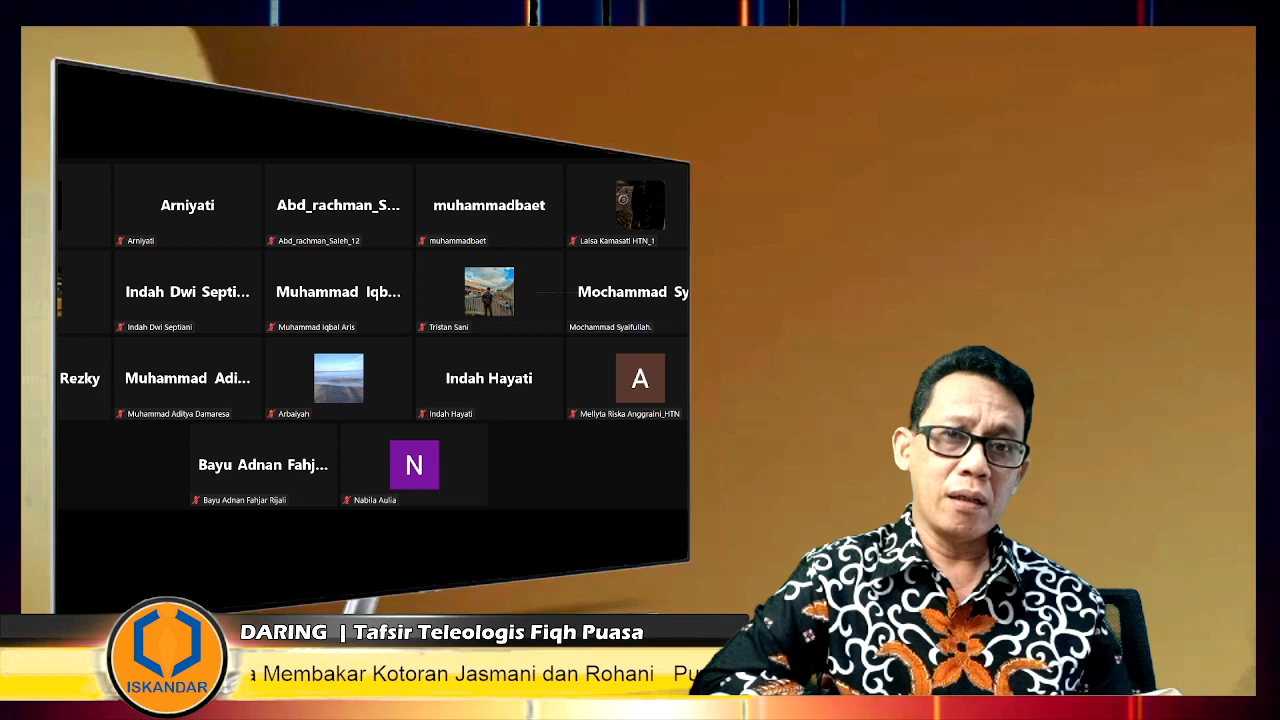 Arniyati
Abd_rachman_S...
muhammadbaet
Arniyati
Abd_rachman_Saleh_12
muhammadbaet
Laisa Kamasati HTN_1
Indah Dwi Septi...
Muhammad Iqb...
Mochammad Sy
Indah Dwi Septiani
Muhammad Iqbal Aris
Tristan Sani
Mochammad Syaifullah.
Rezky
Muhammad Adi...
Indah Hayati
A
Muhammad Aditya Damaresa
Arbaiyah
Indah Hayati
Mellyta Riska Anggraini_HTN
Bayu Adnan Fahj...
N
Bayu Adnan Fahjar Rijali
Nabila Aulia
DARING | Tafsir Teleologis Fiqh Puasa
a Membakar Kotoran Jasmani dan Rohani Pu
ISKANDAR